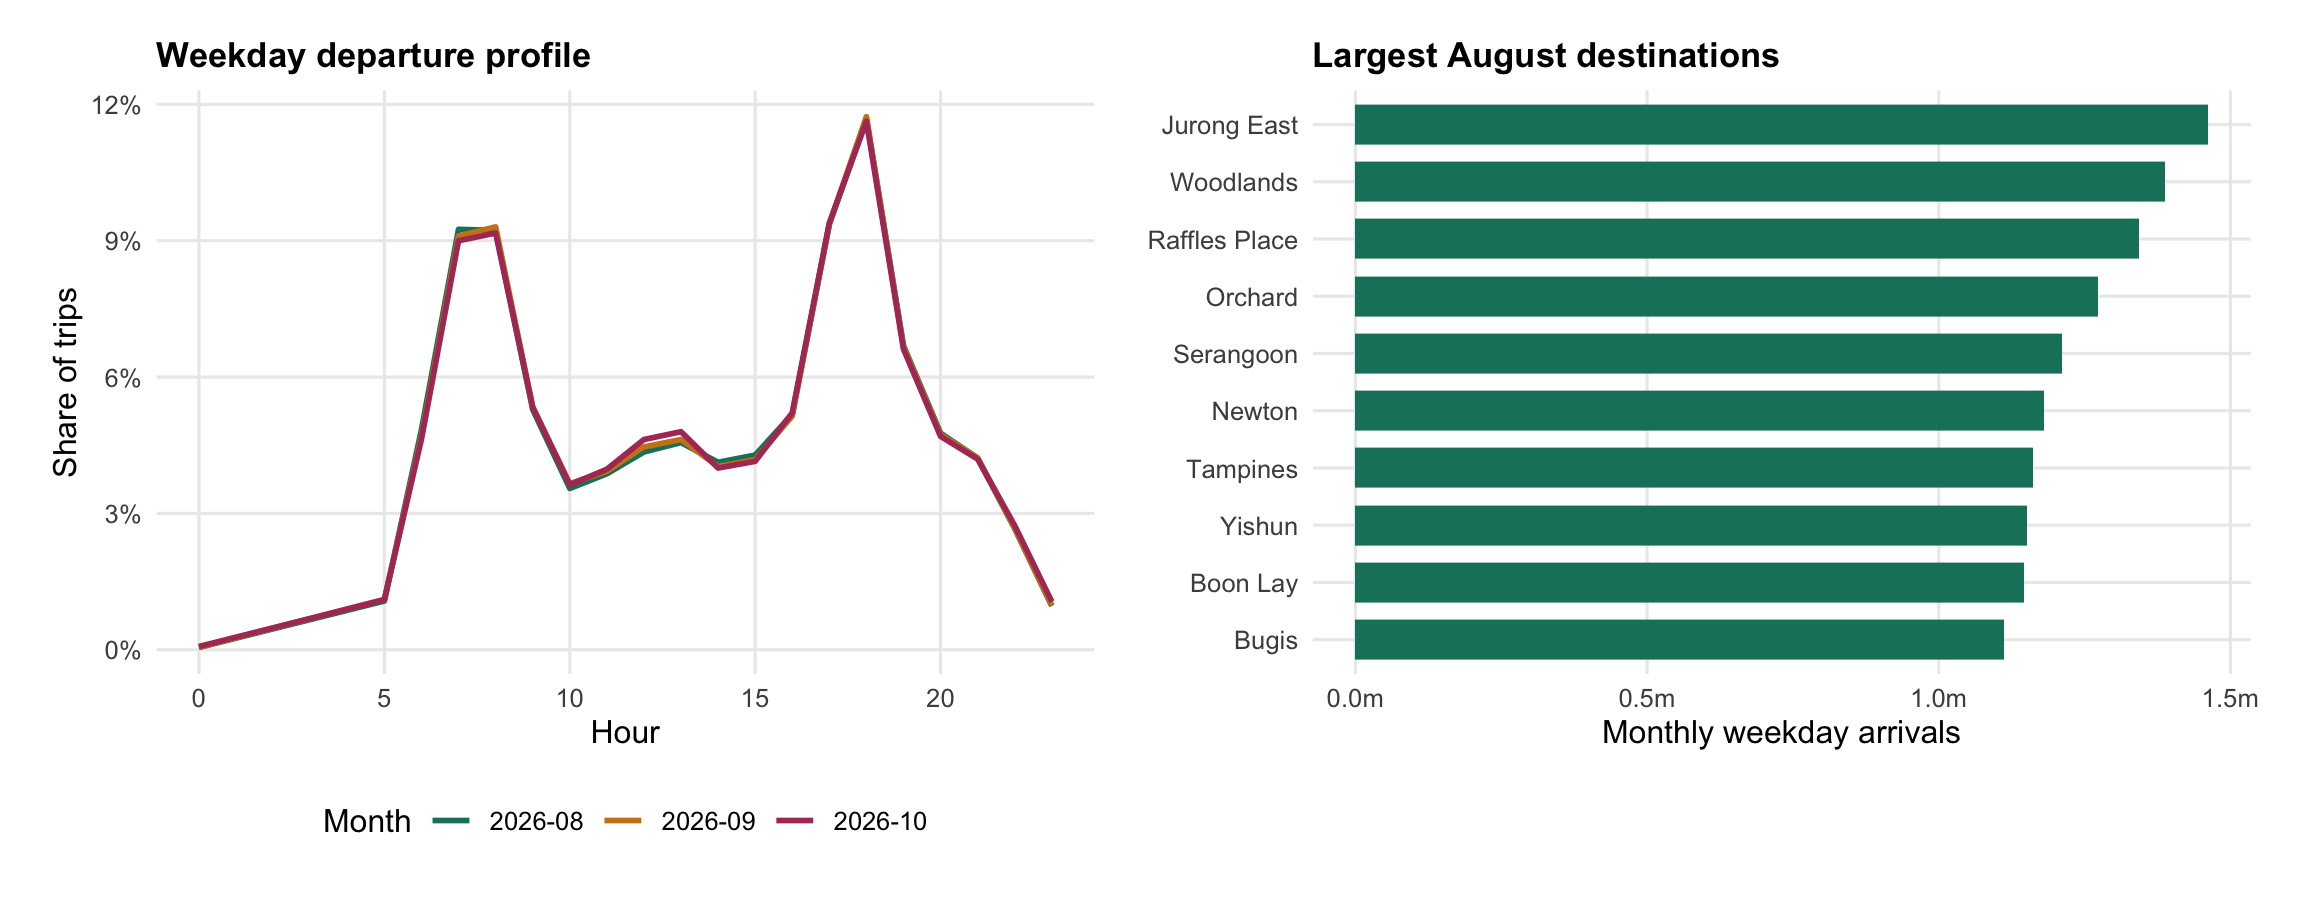 Weekday departure profile
12%
9%
6%
3%
0%
Share of trips
0 5 10 15 20
Hour
Month 2026-08 2026-09 2026-10
Largest August destinations
Jurong East
Woodlands
Raffles Place
Orchard
Serangoon
Newton
Tampines
Yishun
Boon Lay
Bugis
0.0m 0.5m 1.0m 1.5m
Monthly weekday arrivals